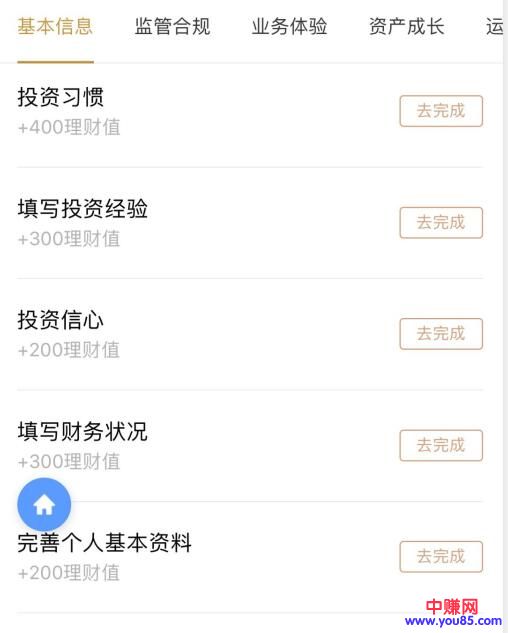 基本信息 监管合规 业务体验 资产成长 运
投资习惯
+400理财值
去完成
填写投资经验
+300理财值
去完成
投资信心
+200理财值
去完成
填写财务状况
+300理财值
去完成
完善个人基本资料
+200理财值
去完成
中赚网
www.you85.com